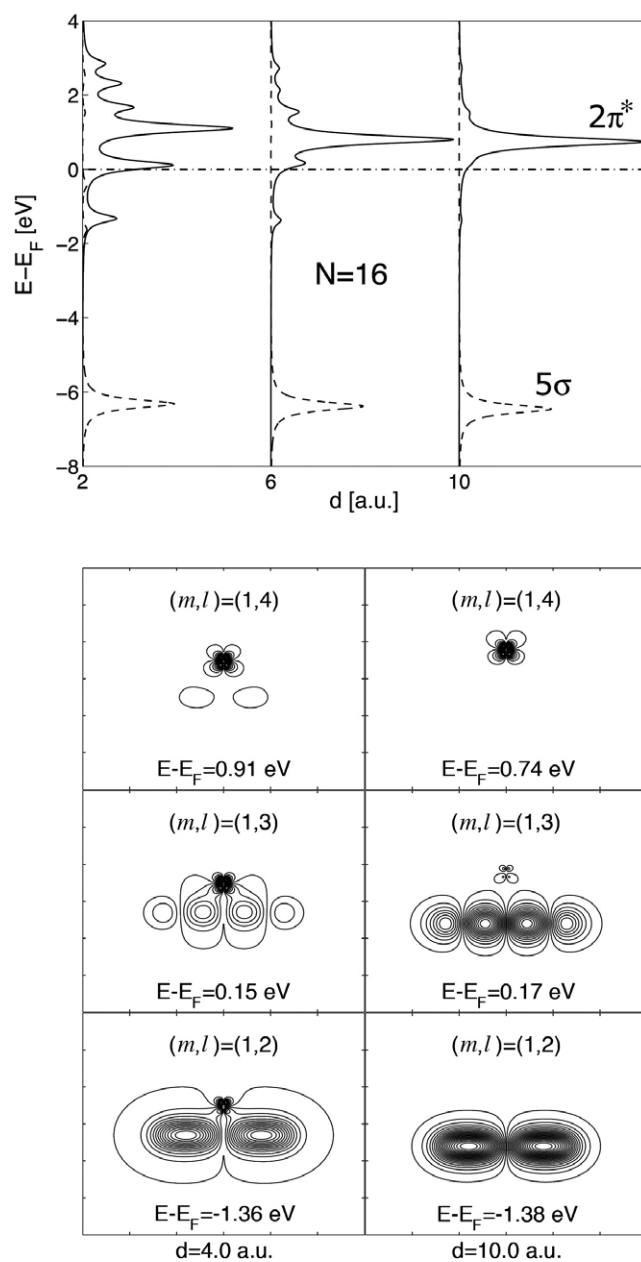 4
2
2π*
0
E−E_F [eV]
−2
N=16
−4
5σ
−6
−8
2
6
10
d [a.u.]
(m,l)=(1,4)
(m,l)=(1,4)
E-E_F=0.91 eV
E-E_F=0.74 eV
(m,l)=(1,3)
(m,l)=(1,3)
E-E_F=0.15 eV
E-E_F=0.17 eV
(m,l)=(1,2)
(m,l)=(1,2)
E-E_F=-1.36 eV
E-E_F=-1.38 eV
d=4.0 a.u.
d=10.0 a.u.